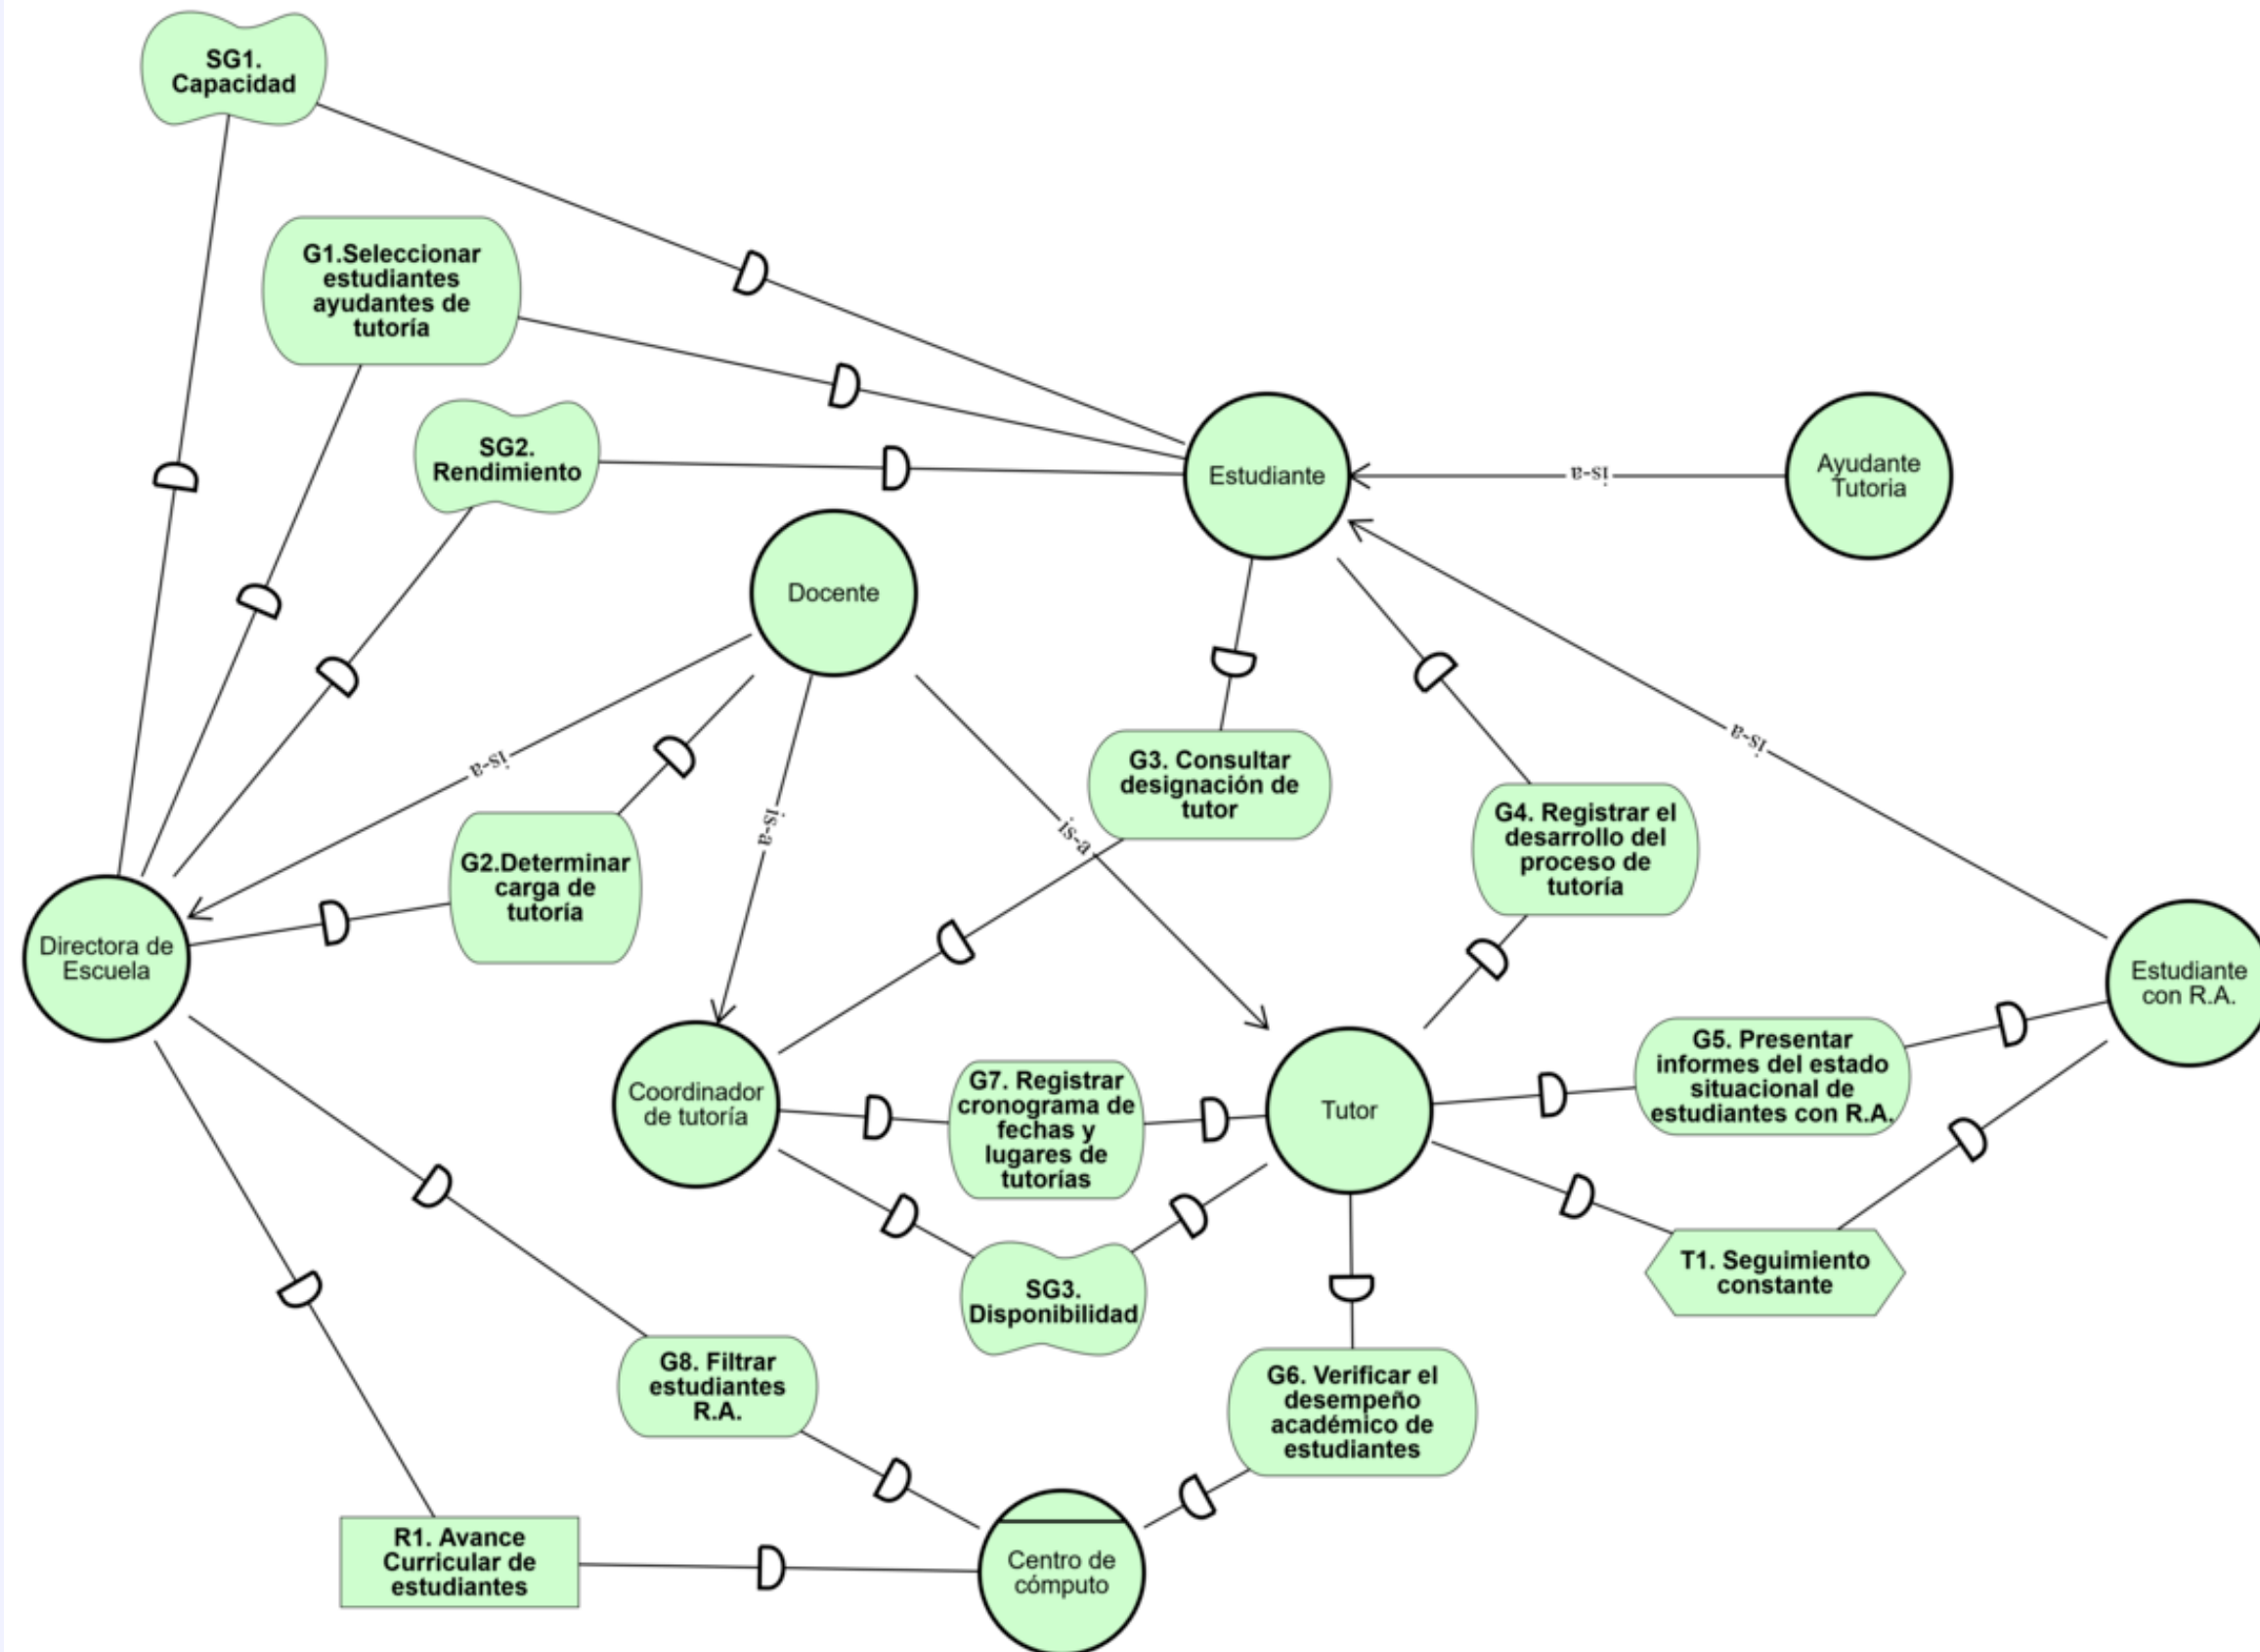 SG1.
Capacidad
G1.Seleccionar
estudiantes
ayudantes de
tutoría
SG2.
Rendimiento
Estudiante
is-a
Ayudante
Tutoria
Docente
is-a
is-a
is-a
is-a
G3. Consultar
designación de
tutor
G4. Registrar el
desarrollo del
proceso de
tutoría
G2.Determinar
carga de
tutoría
Directora de
Escuela
Estudiante
con R.A.
Coordinador
de tutoría
G7. Registrar
cronograma de
fechas y
lugares de
tutorías
Tutor
G5. Presentar
informes del estado
situacional de
estudiantes con R.A.
T1. Seguimiento
constante
SG3.
Disponibilidad
G8. Filtrar
estudiantes
R.A.
G6. Verificar el
desempeño
académico de
estudiantes
R1. Avance
Curricular de
estudiantes
Centro de
cómputo